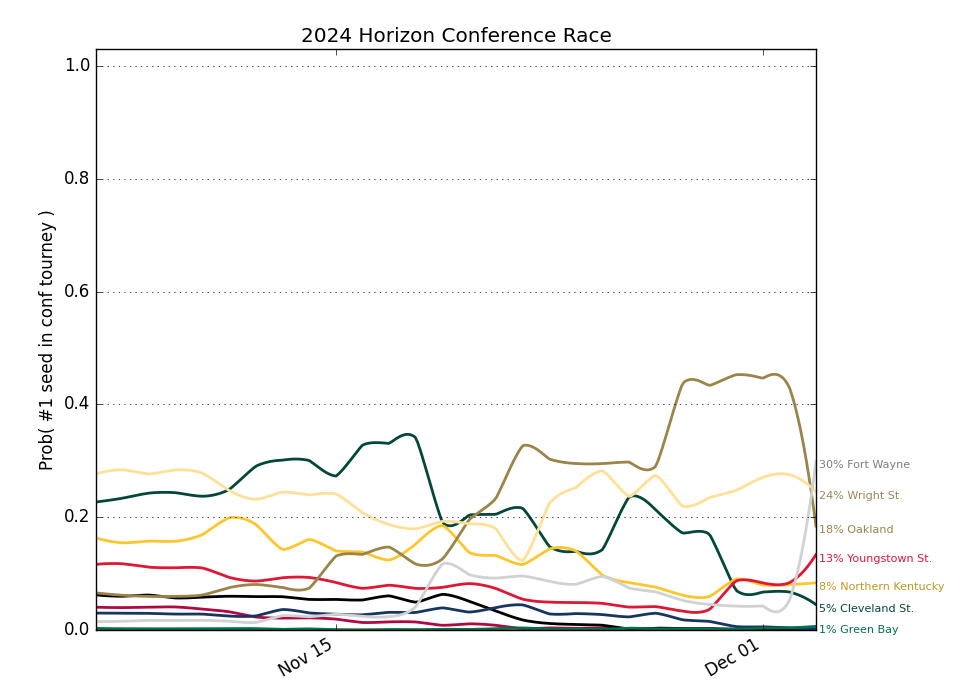 2024 Horizon Conference Race
Prob( #1 seed in conf tourney )
1.0
0.8
0.6
0.4
0.2
0.0
Nov 15
Dec 01
30% Fort Wayne
24% Wright St.
18% Oakland
13% Youngstown St.
8% Northern Kentucky
5% Cleveland St.
1% Green Bay